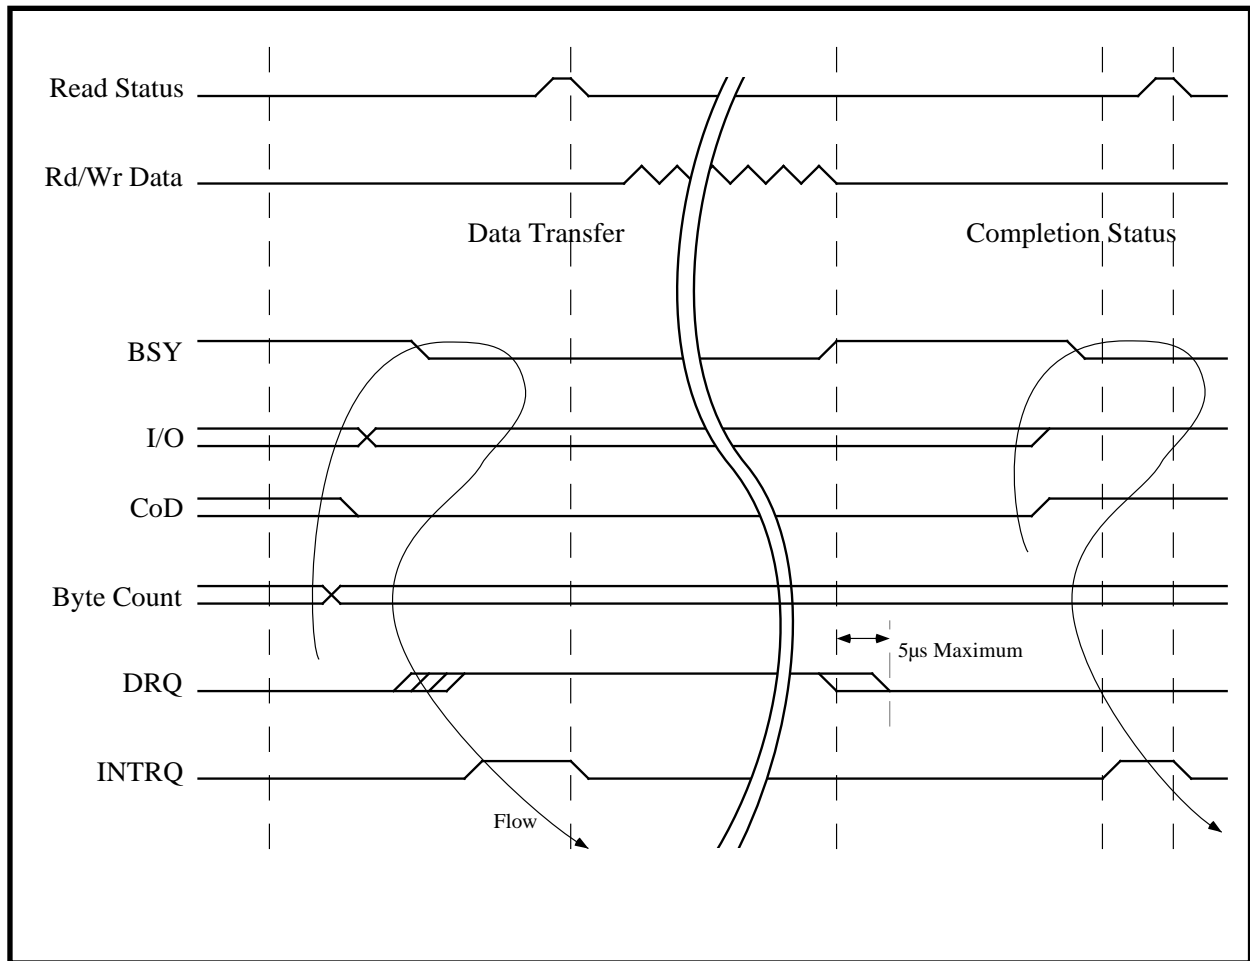 Read Status
Rd/Wr Data
Data Transfer
Completion Status
BSY
I/O
CoD
Byte Count
5μs Maximum
DRQ
INTRQ
Flow